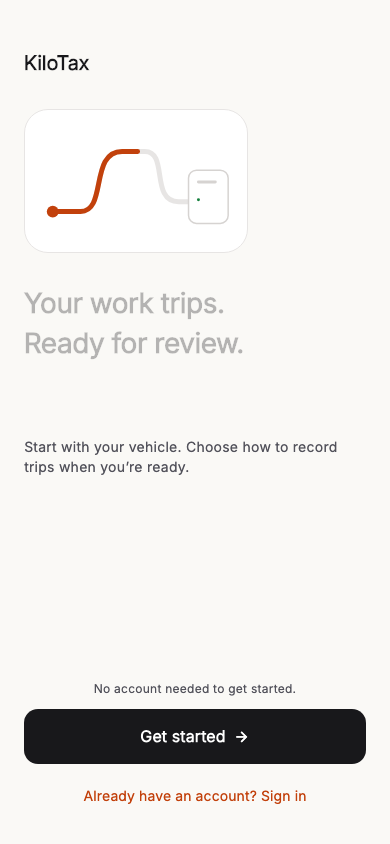 KiloTax
Your work trips.
Ready for review.
Start with your vehicle. Choose how to record
trips when you’re ready.
No account needed to get started.
Get started →
Already have an account? Sign in